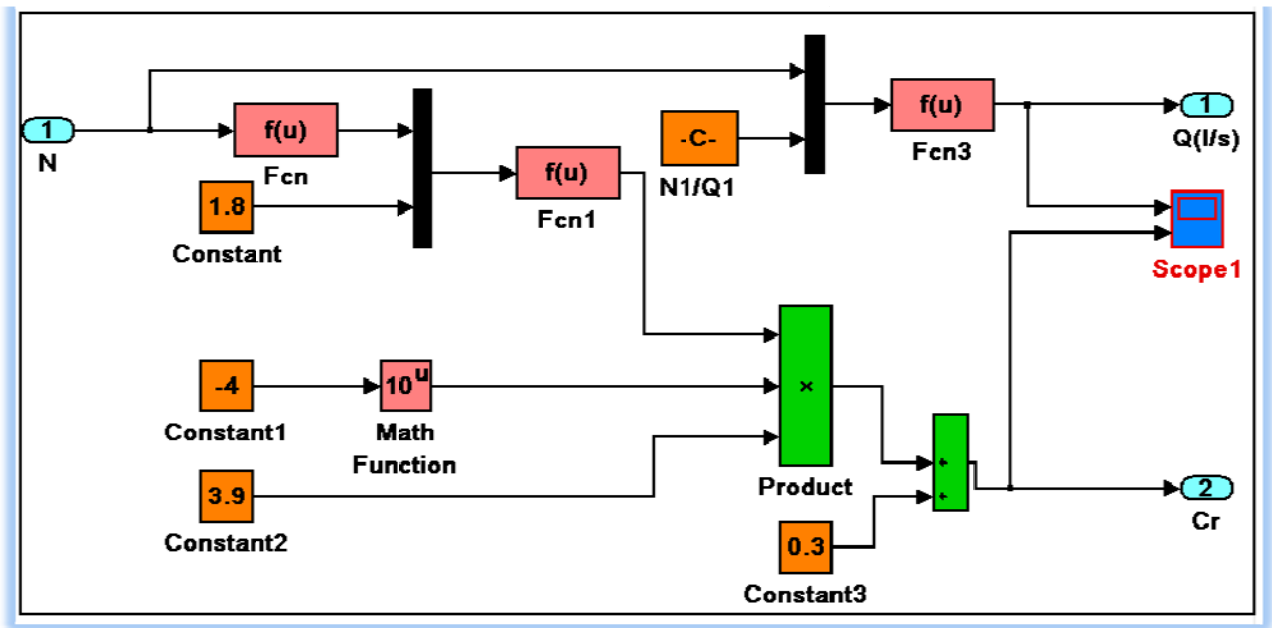 1
N
f(u)
Fcn
1.8
Constant
f(u)
Fcn1
-C-
N1/Q1
f(u)
Fcn3
1
Q(l/s)
Scope1
-4
Constant1
10^u
Math
Function
3.9
Constant2
×
Product
0.3
Constant3
+
+
2
Cr